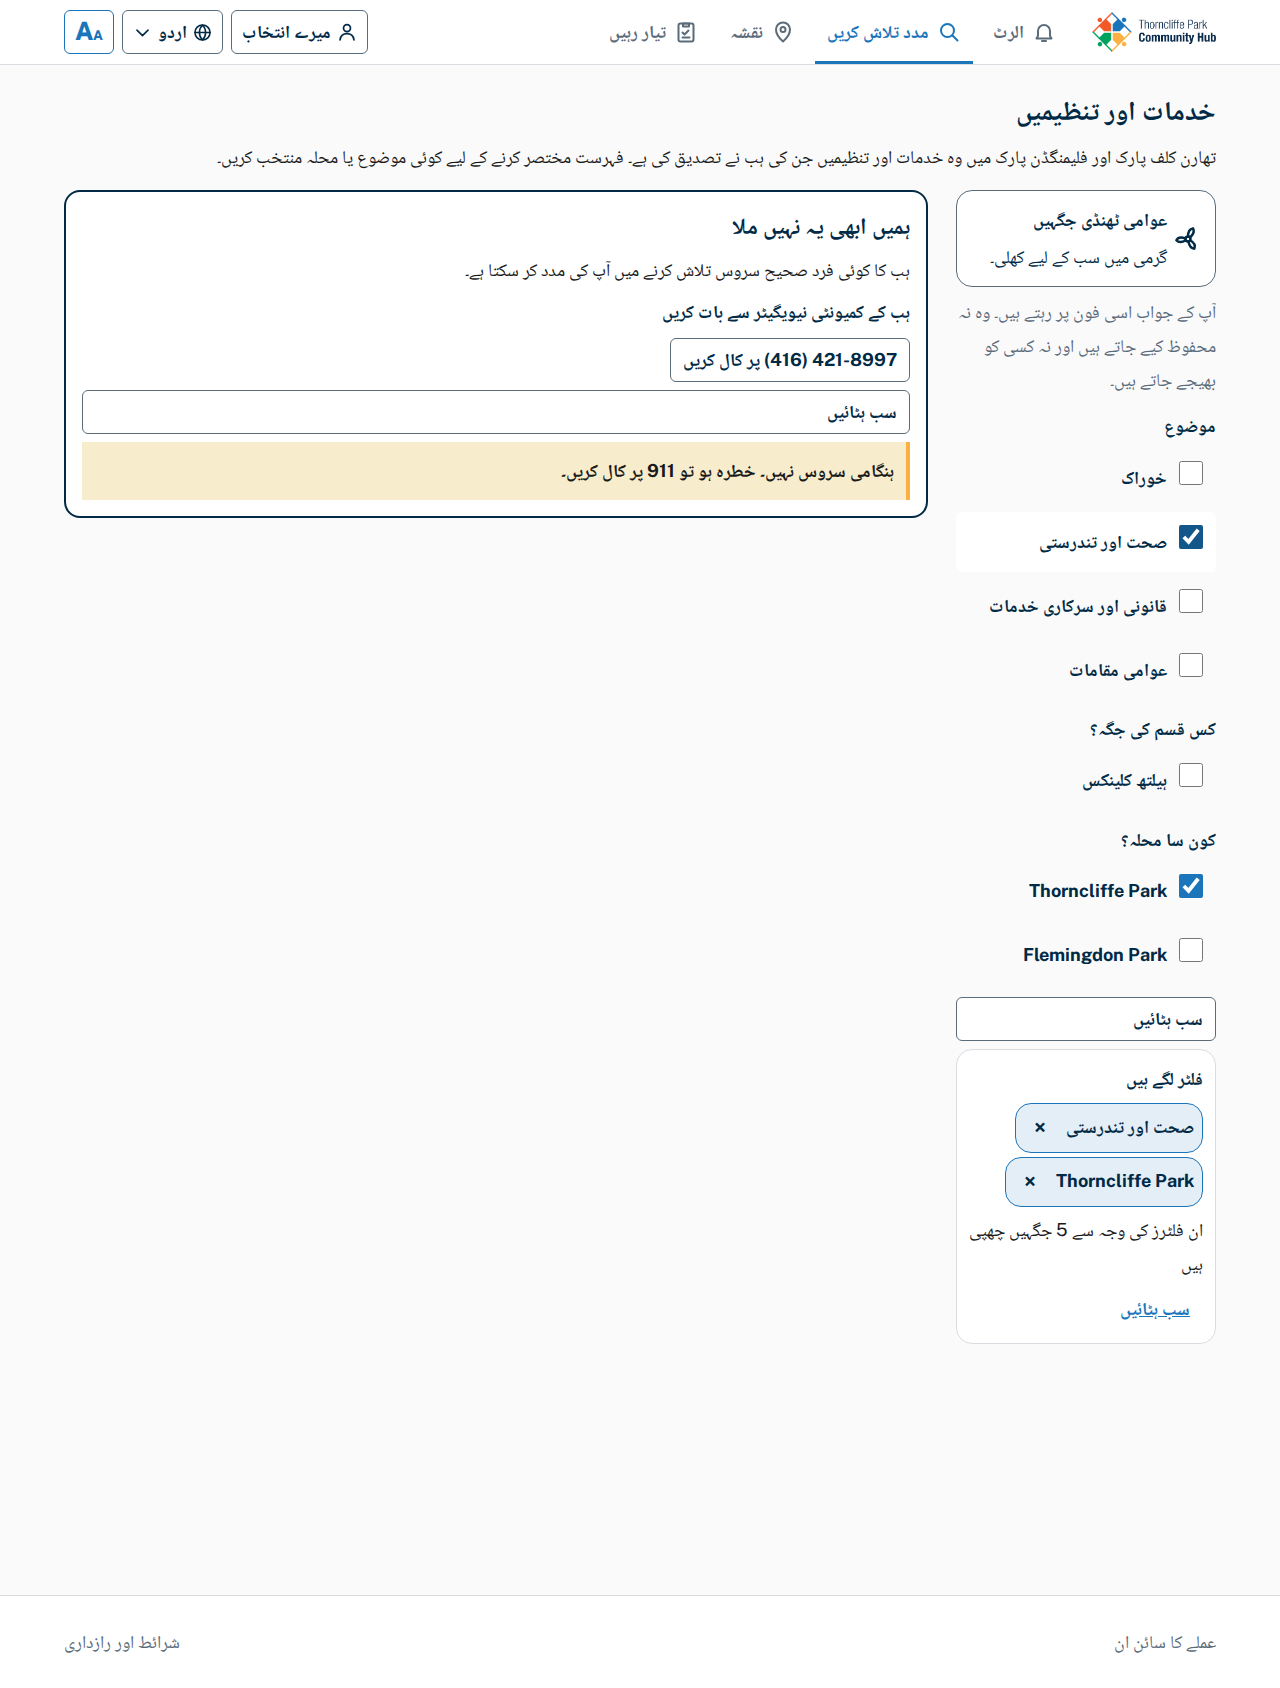 Thorncliffe Park
Community Hub
الرٹ
مدد تلاش کریں
نقشہ
تیار رہیں
میرے انتخاب
اردو
AA
خدمات اور تنظیمیں
تھارن کلف پارک اور فلیمنگڈن پارک میں وہ خدمات اور تنظیمیں جن کی ہب نے تصدیق کی ہے۔ فہرست مختصر کرنے کے لیے کوئی موضوع یا محلہ منتخب کریں۔
عوامی ٹھنڈی جگہیں
گرمی میں سب کے لیے کھلی۔
آپ کے جواب اسی فون پر رہتے ہیں۔ وہ نہ
محفوظ کیے جاتے ہیں اور نہ کسی کو
بھیجے جاتے ہیں۔
موضوع
خوراک
صحت اور تندرستی
قانونی اور سرکاری خدمات
عوامی مقامات
کس قسم کی جگہ؟
ہیلتھ کلینکس
کون سا محلہ؟
Thorncliffe Park
Flemingdon Park
سب ہٹائیں
فلٹر لگے ہیں
صحت اور تندرستی ×
Thorncliffe Park ×
ان فلٹرز کی وجہ سے 5 جگہیں چھپی
ہیں
سب ہٹائیں
ہمیں ابھی یہ نہیں ملا
ہب کا کوئی فرد صحیح سروس تلاش کرنے میں آپ کی مدد کر سکتا ہے۔
ہب کے کمیونٹی نیویگیٹر سے بات کریں
(416) 421-8997 پر کال کریں
سب ہٹائیں
ہنگامی سروس نہیں۔ خطرہ ہو تو 911 پر کال کریں۔
عملے کا سائن ان
شرائط اور رازداری